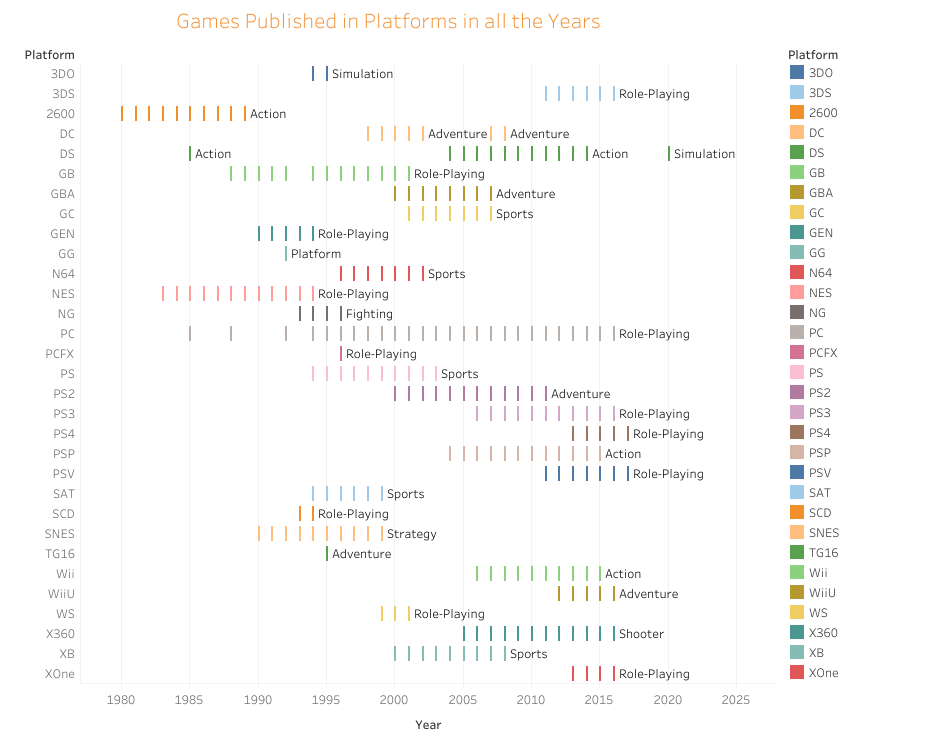 Games Published in Platforms in all the Years
Platform Platform
3DO Simulation 3DO
3DS Role-Playing 3DS
2600 Action 2600
DC Adventure Adventure DC
DS Action Action Simulation DS
GB Role-Playing GB
GBA Adventure GBA
GC Sports GC
GEN Role-Playing GEN
GG Platform GG
N64 Sports N64
NES Role-Playing NES
NG Fighting NG
PC Role-Playing PC
PCFX Role-Playing PCFX
PS Sports PS
PS2 Adventure PS2
PS3 Role-Playing PS3
PS4 Role-Playing PS4
PSP Action PSP
PSV Role-Playing PSV
SAT Sports SAT
SCD Role-Playing SCD
SNES Strategy SNES
TG16 Adventure TG16
Wii Action Wii
WiiU Adventure WiiU
WS Role-Playing WS
X360 Shooter X360
XB Sports XB
XOne Role-Playing XOne
1980 1985 1990 1995 2000 2005 2010 2015 2020 2025
Year